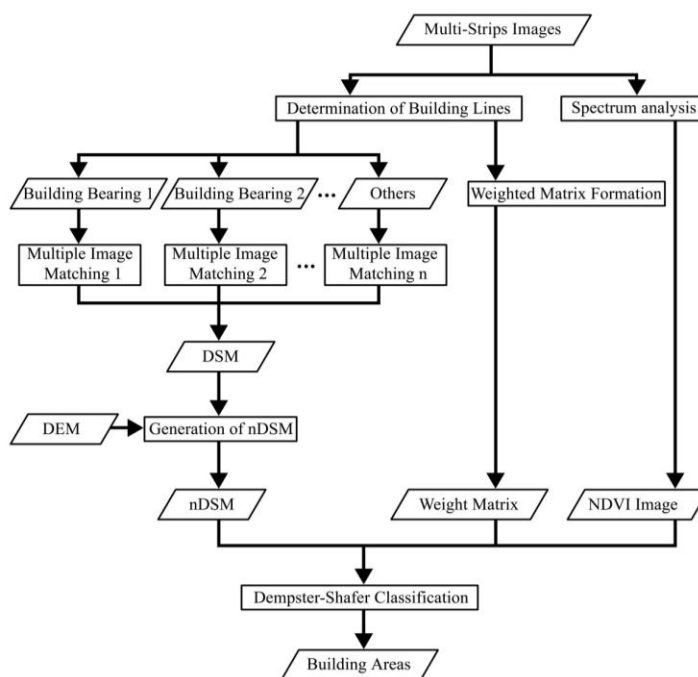 Multi-Strips Images
Determination of Building Lines
Spectrum analysis
Building Bearing 1
Building Bearing 2
...
Others
Weighted Matrix Formation
Multiple Image
Matching 1
Multiple Image
Matching 2
...
Multiple Image
Matching n
DSM
DEM
Generation of nDSM
nDSM
Weight Matrix
NDVI Image
Dempster-Shafer Classification
Building Areas